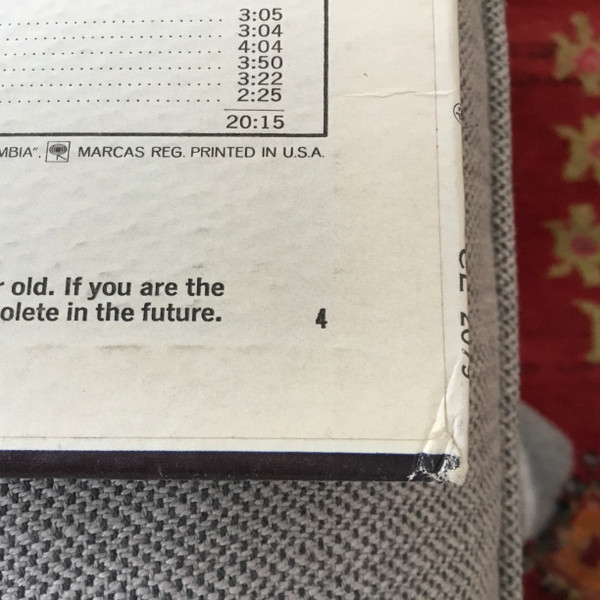 3:05
3:04
4:04
3:50
3:22
2:25
20:15
MBIA", MARCAS REG. PRINTED IN U.S.A.
r old. If you are the
olete in the future.
4